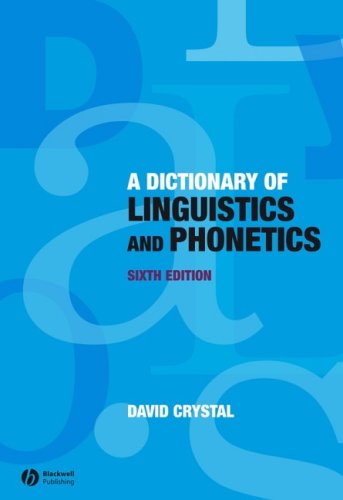 A DICTIONARY OF
LINGUISTICS
AND PHONETICS
SIXTH EDITION
DAVID CRYSTAL
Blackwell
Publishing